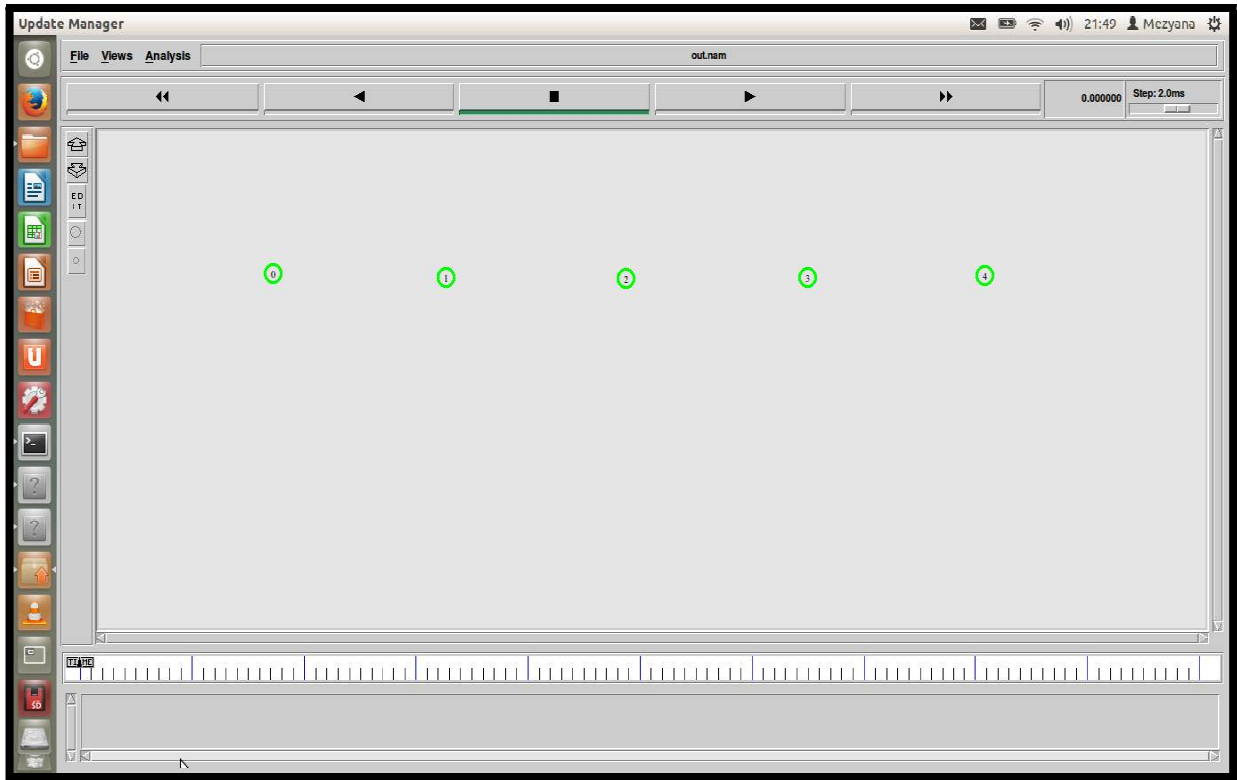 Update Manager 21:49 Mezyana
File Views Analysis out.nam
0.000000 Step: 2.0ms
ED
IT
0 1 2 3 4
TIME
U
SD